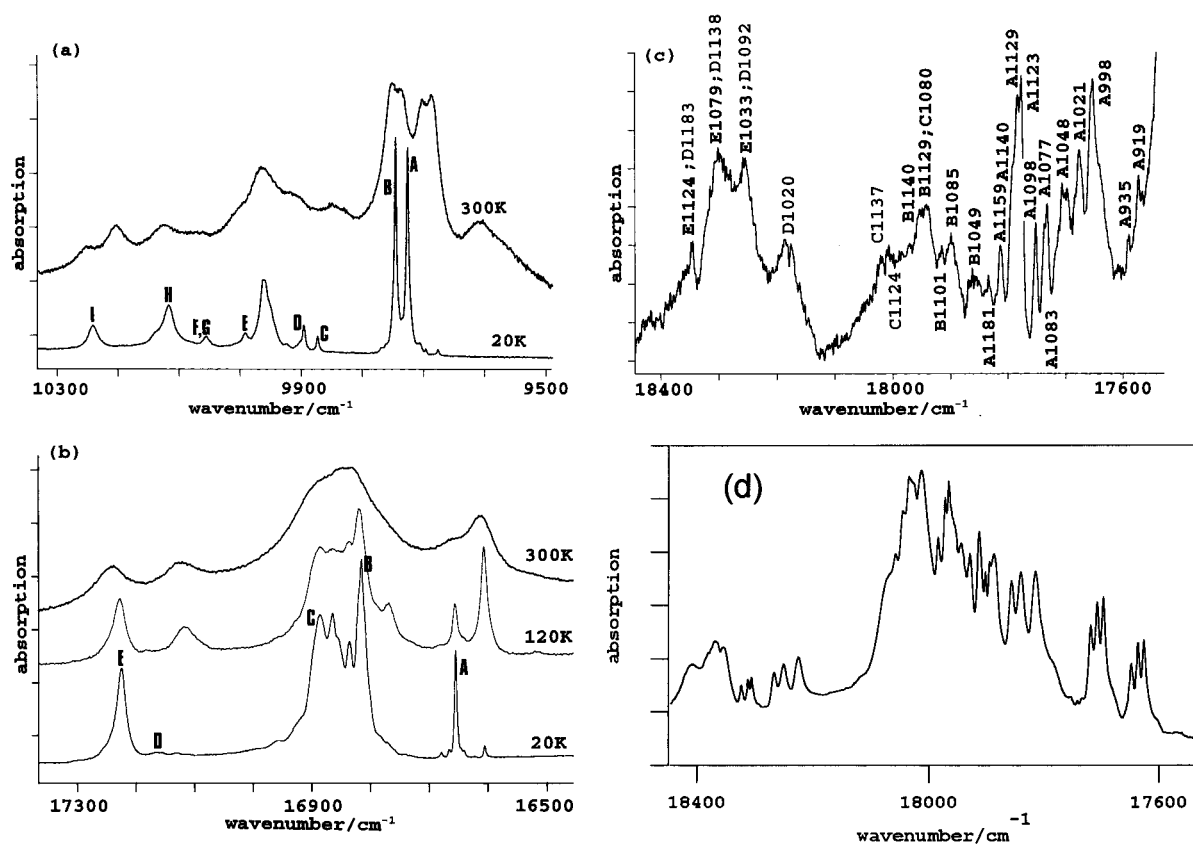 (a)
absorption
B
A
300K
I
H
F,G
E
D
C
20K
10300
9900
9500
wavenumber/cm-1
(b)
absorption
300K
B
C
120K
A
E
D
20K
17300
16900
16500
wavenumber/cm-1
(c)
absorption
E1124;D1183
E1079;D1138
E1033;D1092
D1020
C1137
C1124
B1140
B1129;C1080
B1101
B1085
B1049
A1181
A1159
A1140
A1129
A1123
A1098
A1083
A1077
A1048
A1021
A998
A935
A919
18400
18000
17600
wavenumber/cm-1
(d)
absorption
18400
18000
17600
wavenumber/cm-1